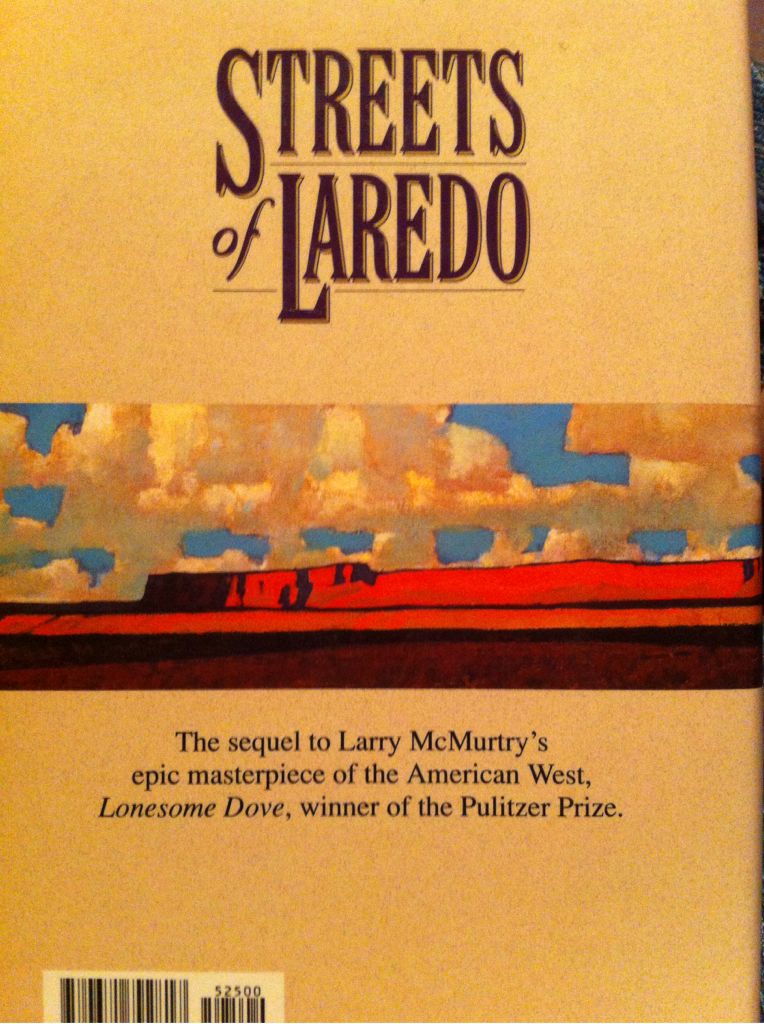 STREETS
of LAREDO
The sequel to Larry McMurtry's
epic masterpiece of the American West,
Lonesome Dove, winner of the Pulitzer Prize.
52500